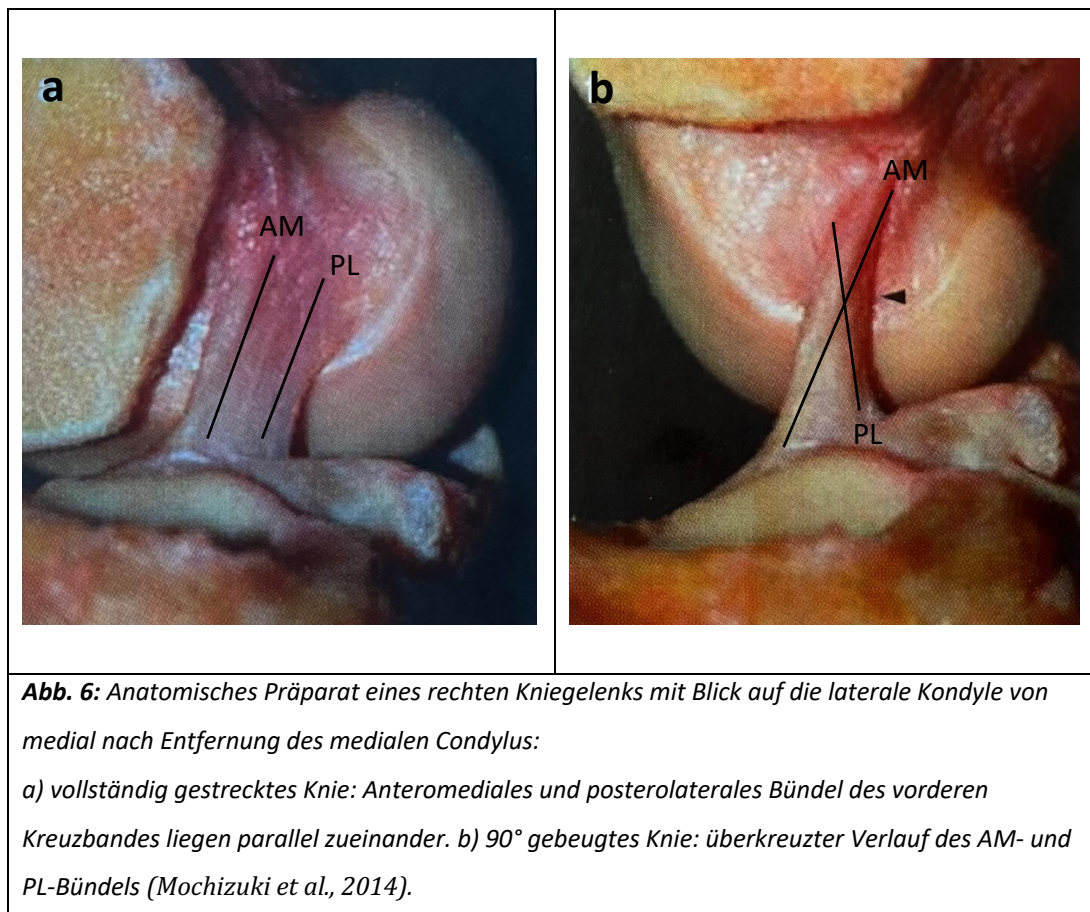 a
AM
PL
b
AM
PL
Abb. 6: Anatomisches Präparat eines rechten Kniegelenks mit Blick auf die laterale Kondyle von
medial nach Entfernung des medialen Condylus:
a) vollständig gestrecktes Knie: Anteromediales und posterolaterales Bündel des vorderen
Kreuzbandes liegen parallel zueinander. b) 90° gebeugtes Knie: überkreuzter Verlauf des AM- und
PL-Bündels (Mochizuki et al., 2014).